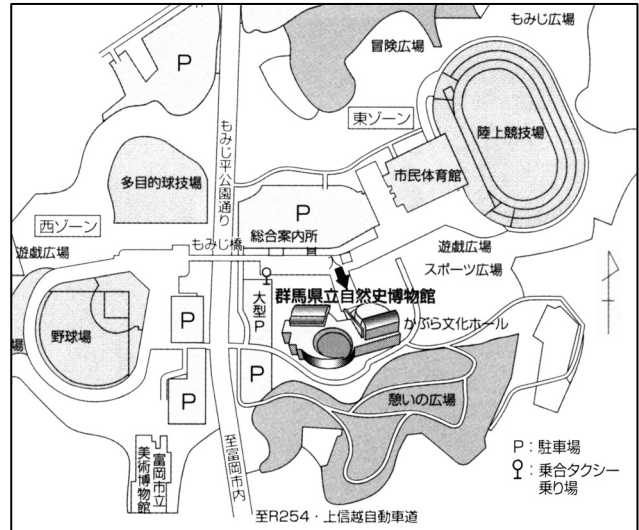 もみじ広場
冒険広場
P
東ゾーン
陸上競技場
もみじ平公園通り
市民体育館
多目的球技場
P
西ゾーン
総合案内所
もみじ橋
遊戯広場
遊戯広場
スポーツ広場
群馬県立自然史博物館
大型P
かぶら文化ホール
P
野球場
場
P
P
憩いの広場
富岡市立
美術博物館
至富岡市内
P：駐車場
：乗合タクシー
乗り場
至R254・上信越自動車道